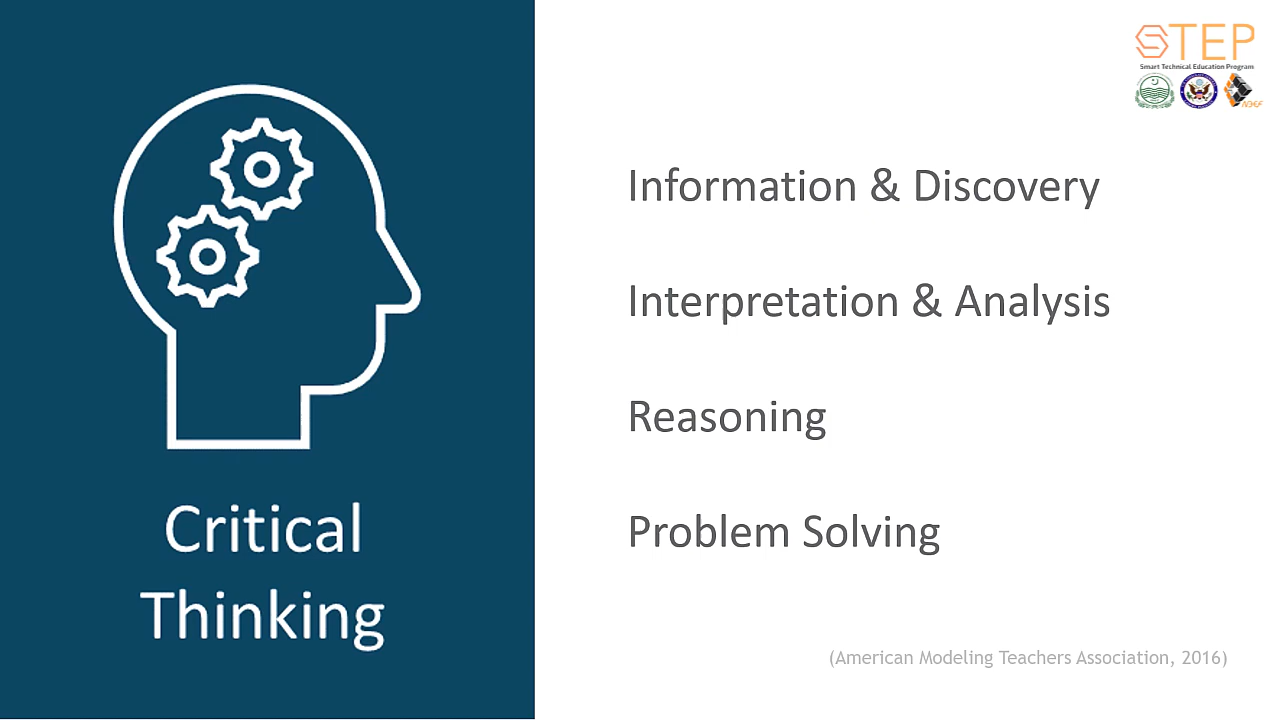 STEP
Smart Technical Education Program
Information & Discovery
Interpretation & Analysis
Reasoning
Problem Solving
Critical
Thinking
(American Modeling Teachers Association, 2016)